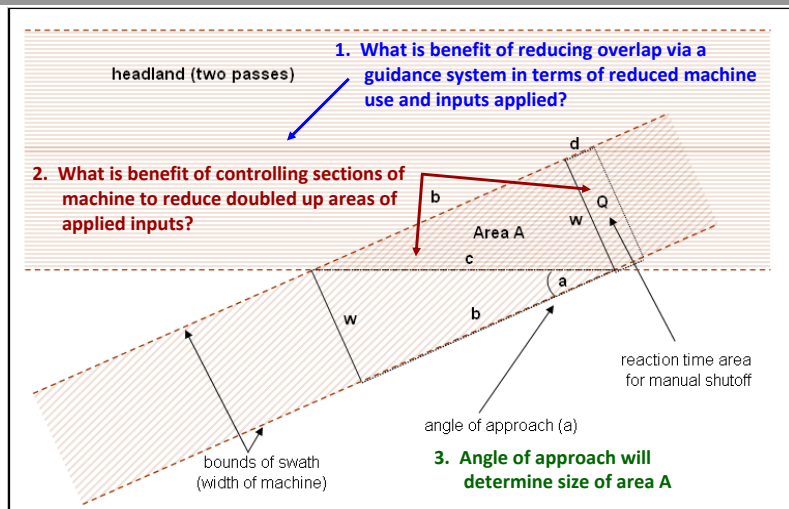 1. What is benefit of reducing overlap via a
guidance system in terms of reduced machine
use and inputs applied?
headland (two passes)
2. What is benefit of controlling sections of
machine to reduce doubled up areas of
applied inputs?
d
b
Q
w
Area A
c
a
w
b
reaction time area
for manual shutoff
angle of approach (a)
bounds of swath
(width of machine)
3. Angle of approach will
determine size of area A